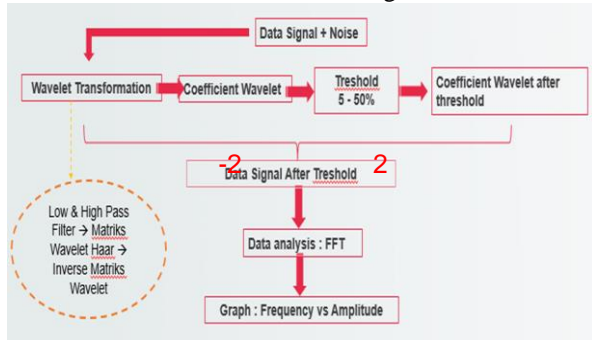 Data Signal + Noise
Wavelet Transformation
Coefficient Wavelet
Treshold
5 - 50%
Coefficient Wavelet after
threshold
-2
2
Data Signal After Treshold
Low & High Pass
Filter → Matriks
Wavelet Haar →
Inverse Matriks
Wavelet
Data analysis : FFT
Graph : Frequency vs Amplitude